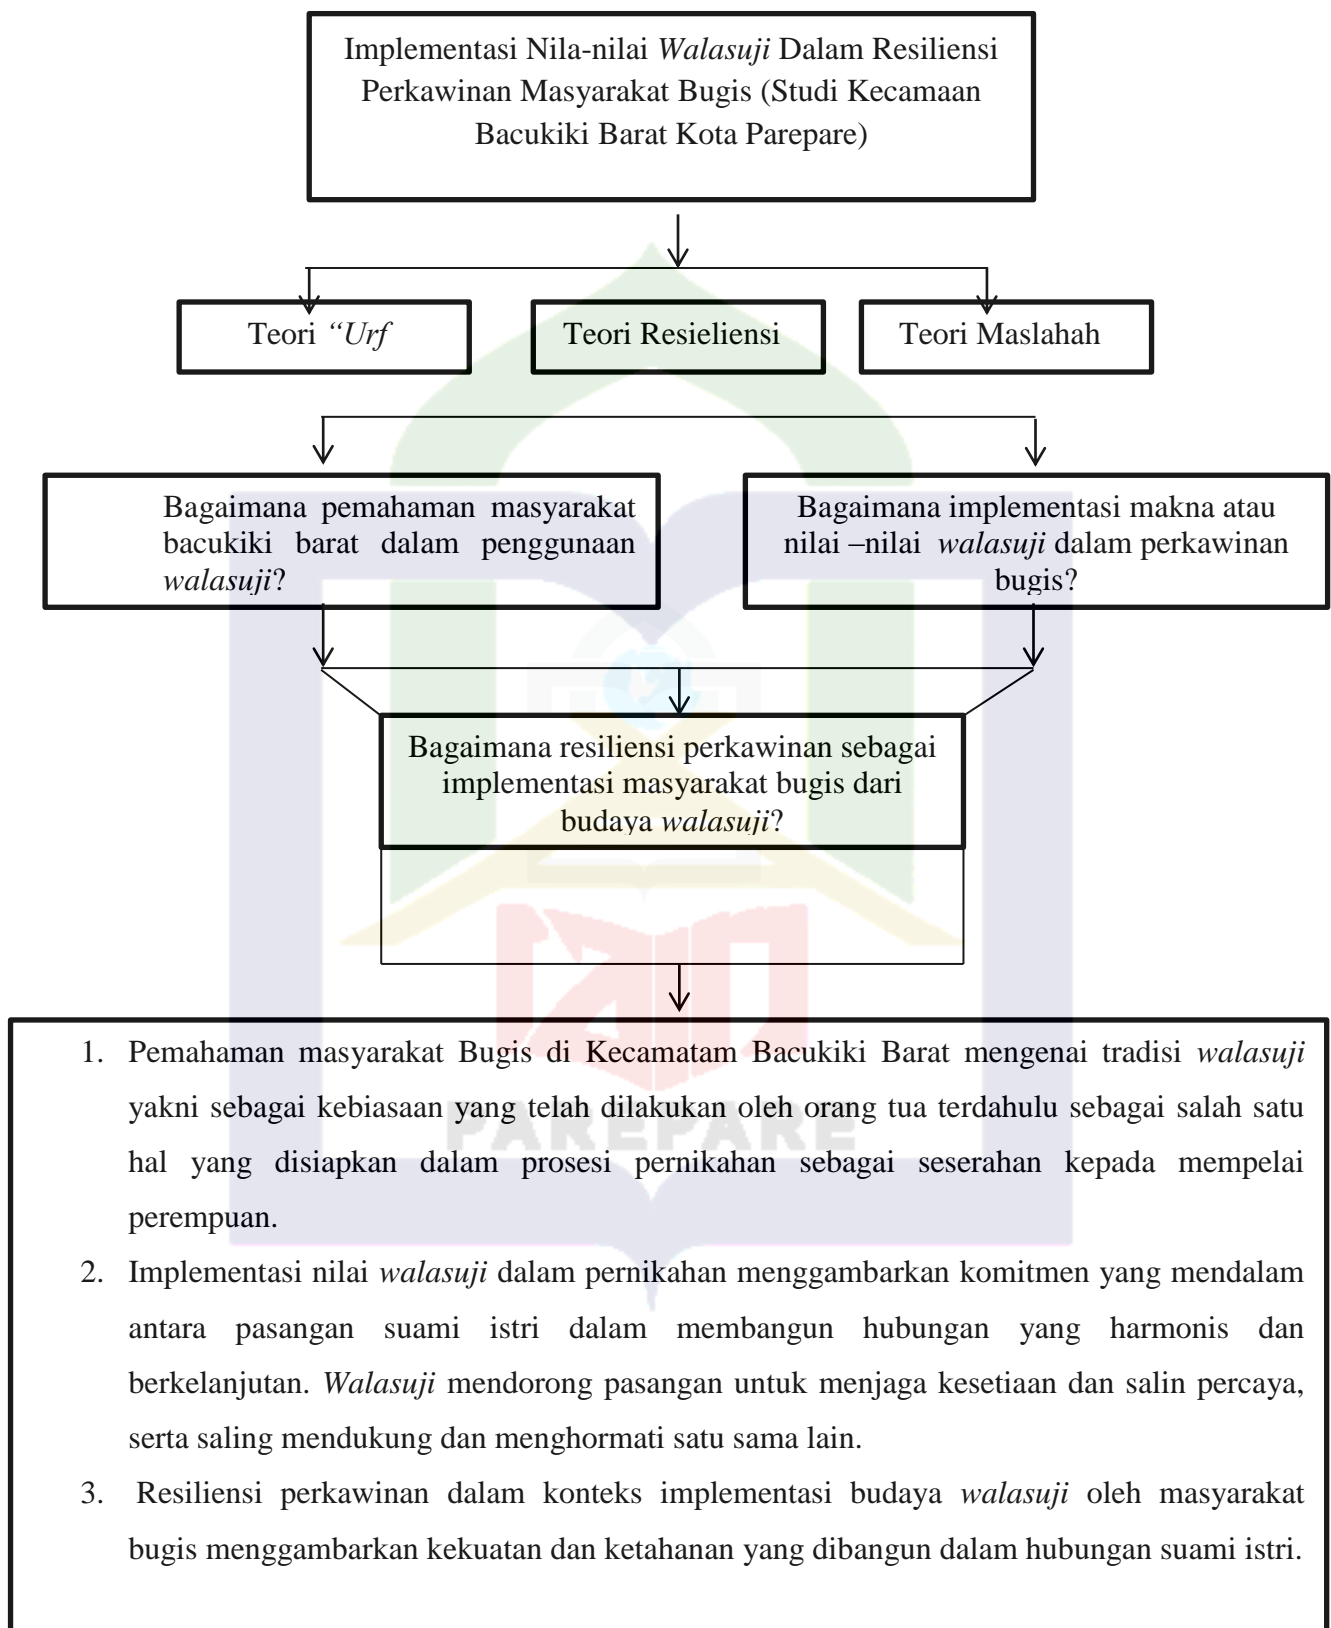 Implementasi Nila-nilai Walasuji Dalam Resiliensi
Perkawinan Masyarakat Bugis (Studi Kecamaan
Bacukiki Barat Kota Parepare)
Teori “Urf
Teori Resieliensi
Teori Maslahah
Bagaimana pemahaman masyarakat
bacukiki barat dalam penggunaan
walasuji?
Bagaimana implementasi makna atau
nilai –nilai walasuji dalam perkawinan
bugis?
Bagaimana resiliensi perkawinan sebagai
implementasi masyarakat bugis dari
budaya walasuji?
1. Pemahaman masyarakat Bugis di Kecamatam Bacukiki Barat mengenai tradisi walasuji
yakni sebagai kebiasaan yang telah dilakukan oleh orang tua terdahulu sebagai salah satu
hal yang disiapkan dalam prosesi pernikahan sebagai seserahan kepada mempelai
perempuan.
2. Implementasi nilai walasuji dalam pernikahan menggambarkan komitmen yang mendalam
antara pasangan suami istri dalam membangun hubungan yang harmonis dan
berkelanjutan. Walasuji mendorong pasangan untuk menjaga kesetiaan dan salin percaya,
serta saling mendukung dan menghormati satu sama lain.
3. Resiliensi perkawinan dalam konteks implementasi budaya walasuji oleh masyarakat
bugis menggambarkan kekuatan dan ketahanan yang dibangun dalam hubungan suami istri.
iain
PAREPARE